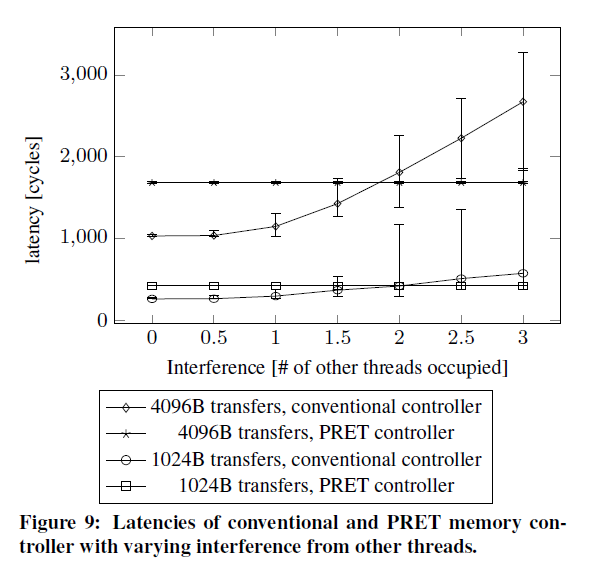 3,000
2,000
1,000
0
latency [cycles]
0 0.5 1 1.5 2 2.5 3
Interference [# of other threads occupied]
4096B transfers, conventional controller
4096B transfers, PRET controller
1024B transfers, conventional controller
1024B transfers, PRET controller
Figure 9: Latencies of conventional and PRET memory con-
troller with varying interference from other threads.